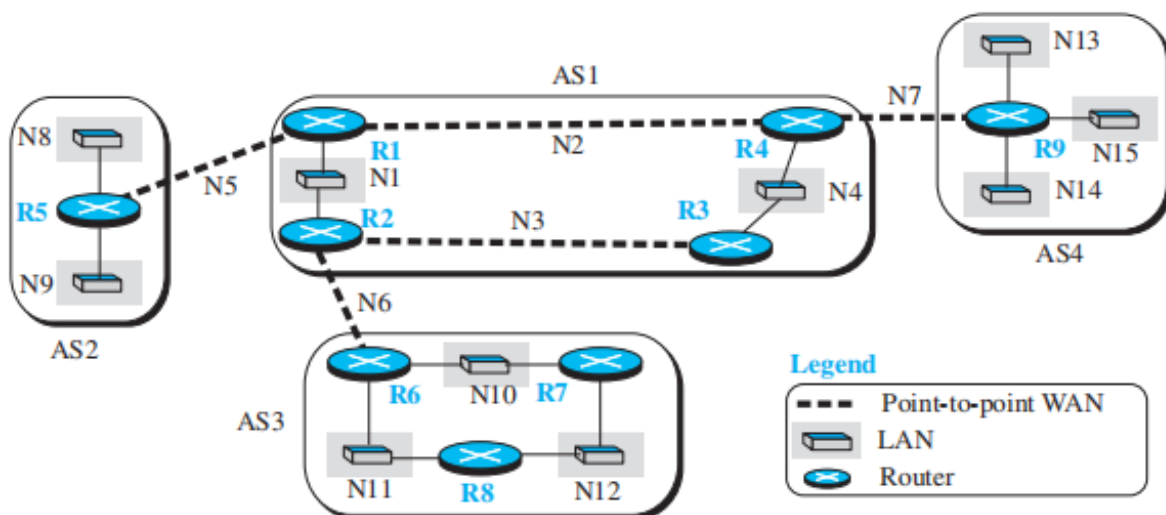 AS1
N13
N7
N8
R1
N2
R4
R9
N15
N5
N1
N14
R5
R2
N3
R3
N4
N9
AS4
N6
AS2
Legend
R6
N10
R7
Point-to-point WAN
AS3
LAN
N11
R8
N12
Router